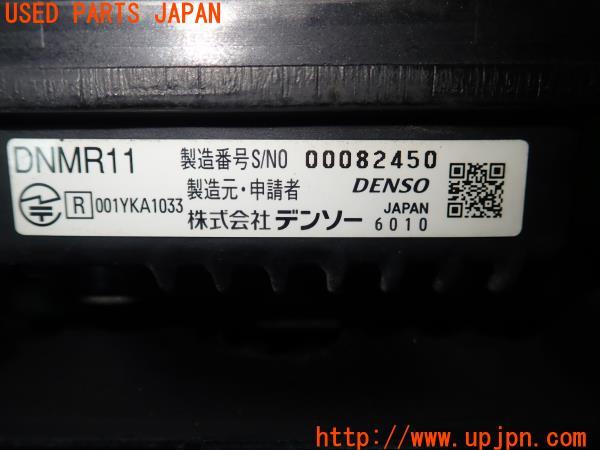 USED PARTS JAPAN
DNMR11
製造番号S/NO 00082450
R 001YKA1033
製造元・申請者 DENSO
株式会社デンソー JAPAN 6010
http://www.upjpn.com/